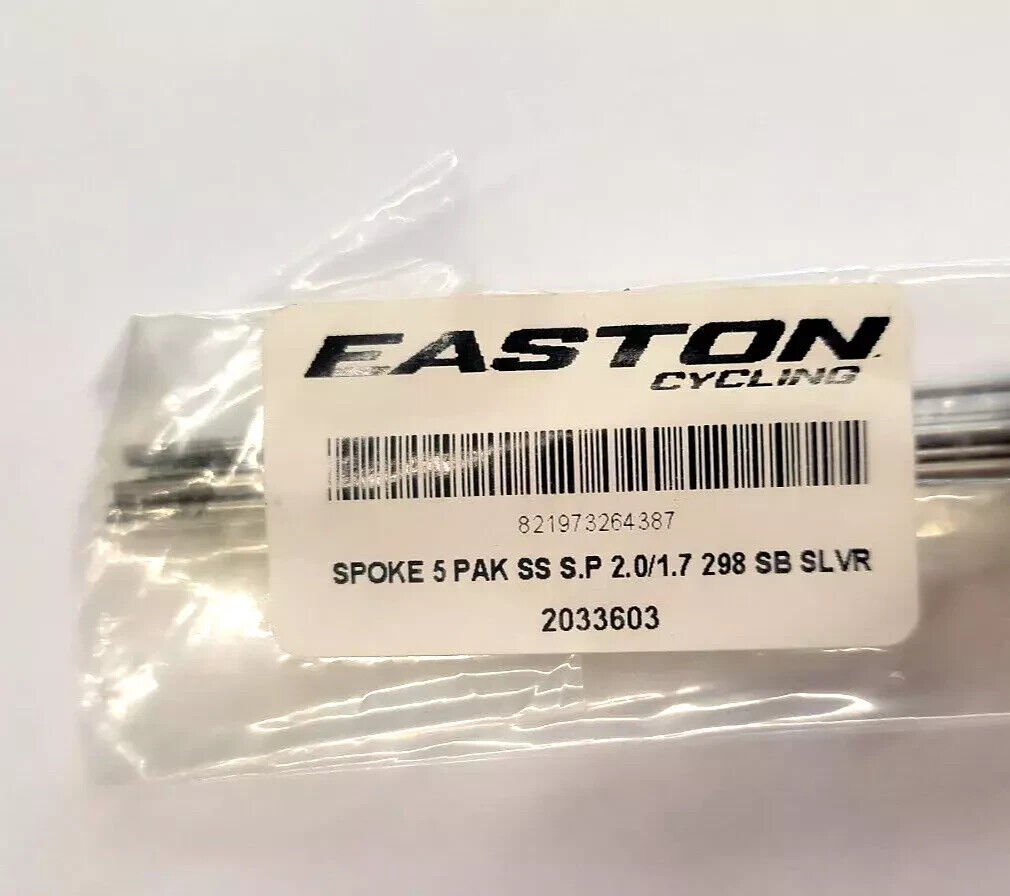 EASTON
CYCLING
821973264387
SPOKE 5 PAK SS S.P 2.0/1.7 298 SB SLVR
2033603